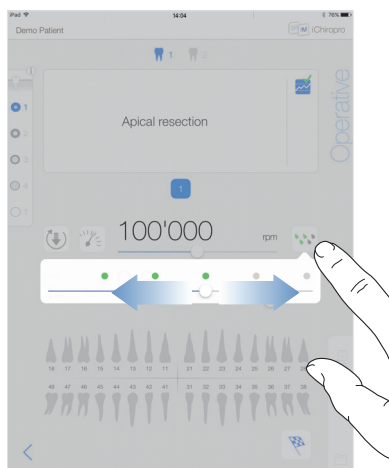 iPad 14:04 76%
Demo Patient iChiropro
1 2
Operative
Apical resection
1
2
3
4
1
100'000 rpm
18 17 16 15 14 13 12 11 21 22 23 24 25 26 27 28
48 47 46 45 44 43 42 41 31 32 33 34 35 36 37 38